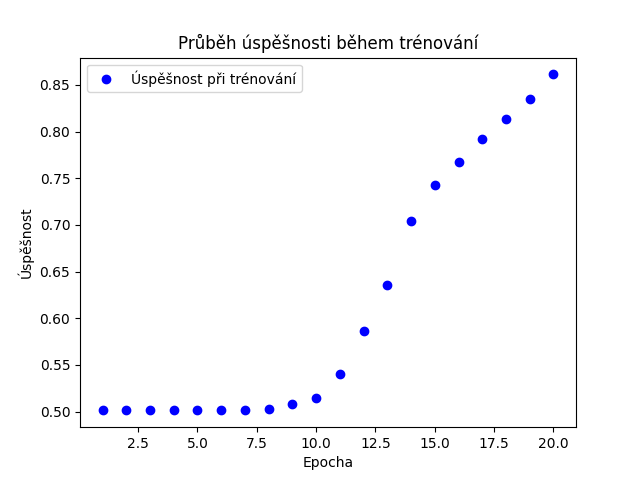 Průběh úspěšnosti během trénování
Úspěšnost při trénování
Úspěšnost
0.85
0.80
0.75
0.70
0.65
0.60
0.55
0.50
2.5 5.0 7.5 10.0 12.5 15.0 17.5 20.0
Epocha